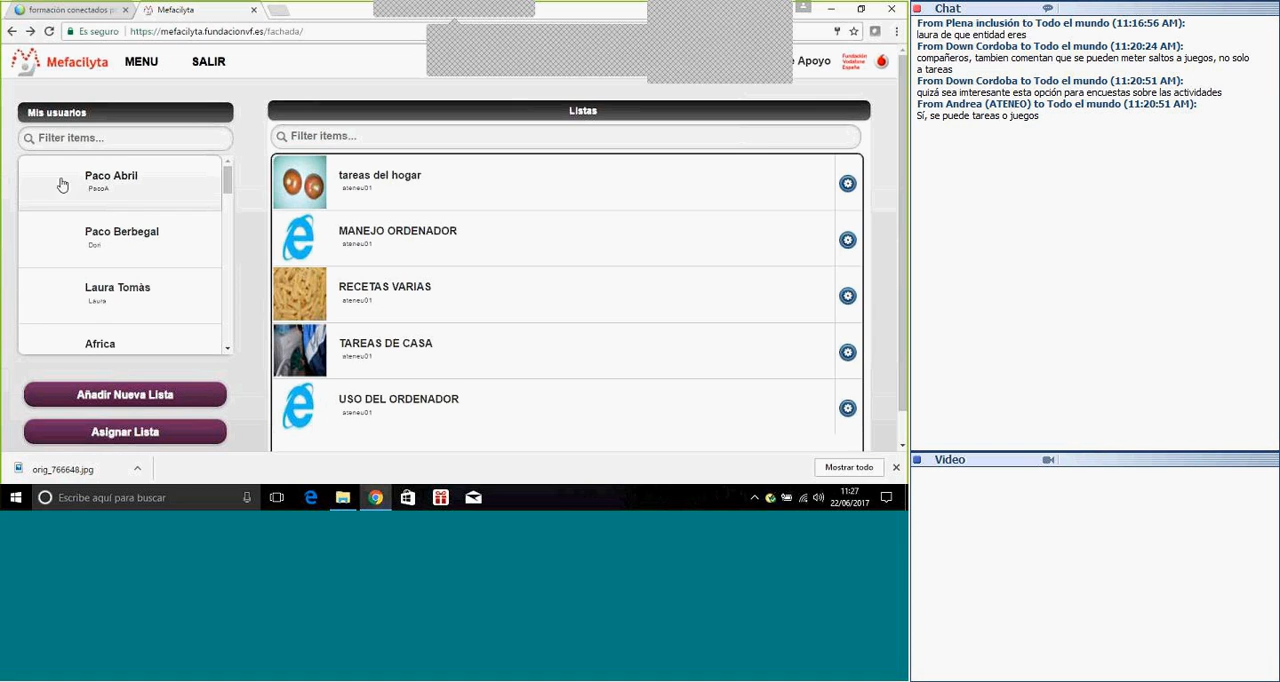 formación conectados p
Mefacilyta
Es seguro
https://mefacilyta.fundacionvf.es/fachada/
Mefacilyta
MENU
SALIR
Apoyo
Fundación
Vodafone
España
Mis usuarios
Filter items...
Paco Abril
PacoA
Paco Berbegal
Dori
Laura Tomàs
Laura
Africa
Añadir Nueva Lista
Asignar Lista
Listas
Filter items...
tareas del hogar
ateneu01
MANEJO ORDENADOR
ateneu01
RECETAS VARIAS
ateneu01
TAREAS DE CASA
ateneu01
USO DEL ORDENADOR
ateneu01
orig_766648.jpg
Mostrar todo
Escribe aquí para buscar
11:27
22/06/2017
Chat
From Plena inclusión to Todo el mundo (11:16:56 AM):
laura de que entidad eres
From Down Cordoba to Todo el mundo (11:20:24 AM):
compañeros, tambien comentan que se pueden meter saltos a juegos, no solo
a tareas
From Down Cordoba to Todo el mundo (11:20:51 AM):
quizá sea interesante esta opción para encuestas sobre las actividades
From Andrea (ATENEO) to Todo el mundo (11:20:51 AM):
Sí, se puede tareas o juegos
Video